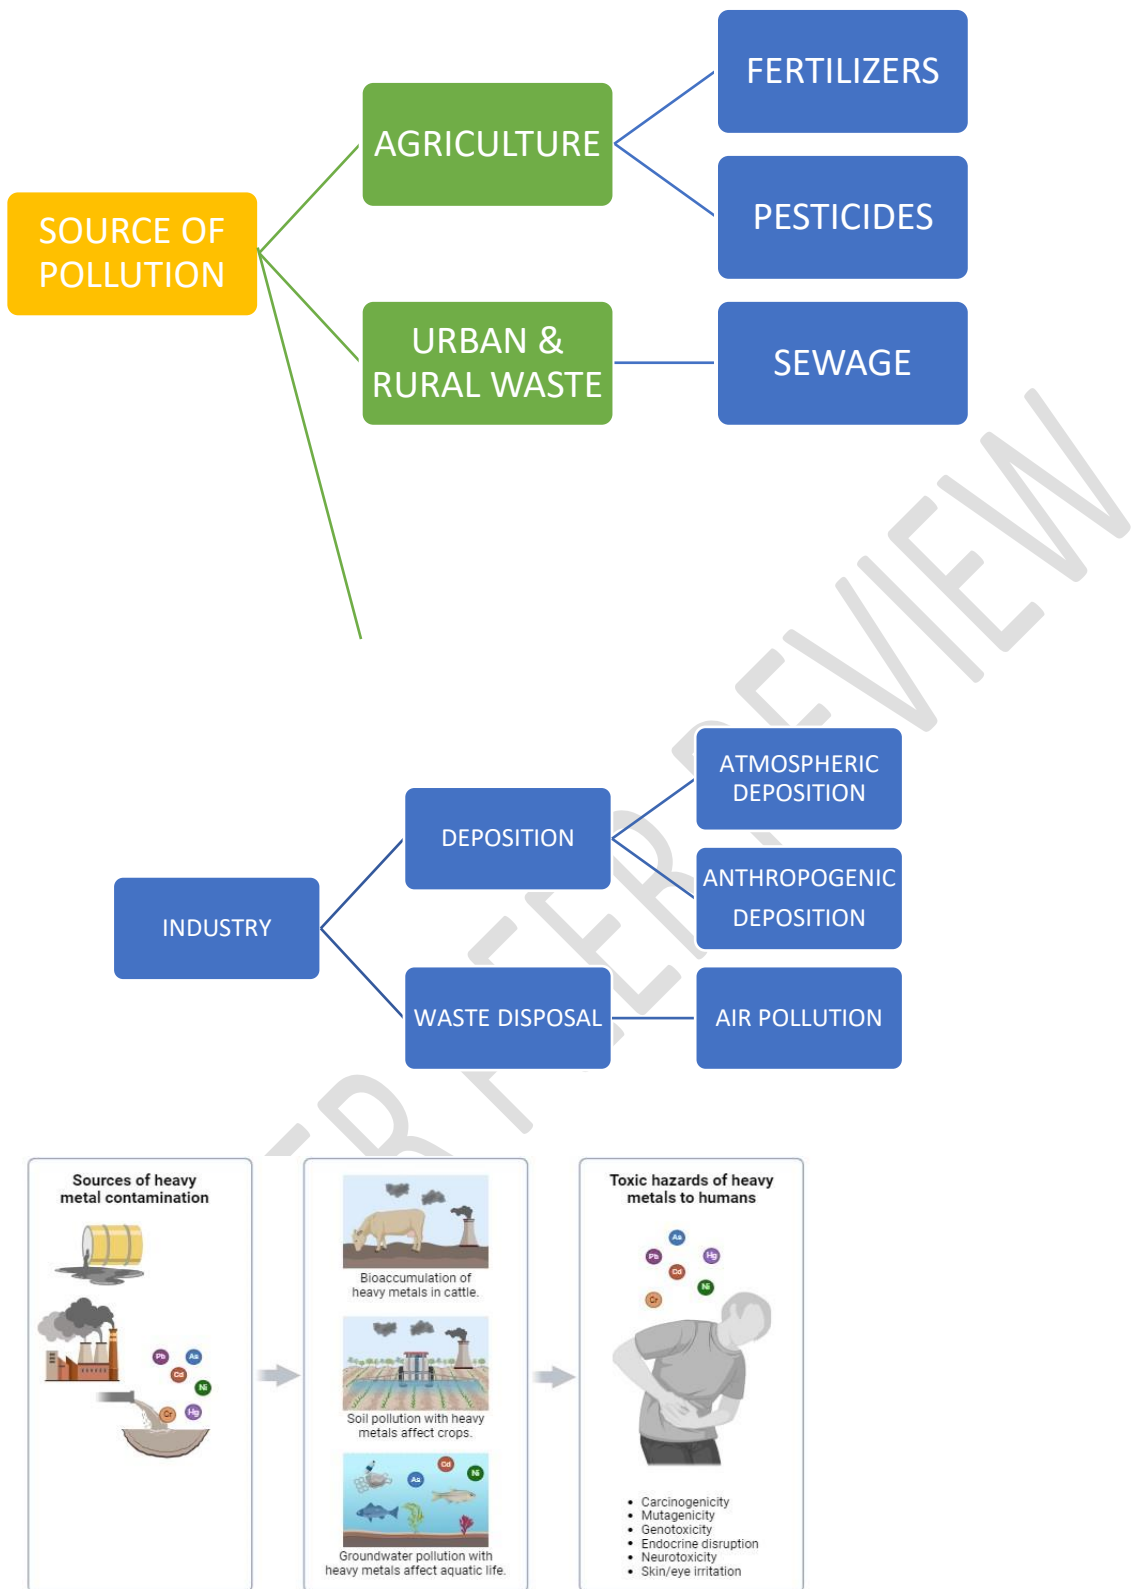 SOURCE OF
POLLUTION
AGRICULTURE
FERTILIZERS
PESTICIDES
URBAN &
RURAL WASTE
SEWAGE
INDUSTRY
DEPOSITION
ATMOSPHERIC
DEPOSITION
ANTHROPOGENIC
DEPOSITION
WASTE DISPOSAL
AIR POLLUTION
ER PEER REVIEW
Sources of heavy
metal contamination
Pb
As
Cd
Ni
Cr
Hg
Bioaccumulation of
heavy metals in cattle.
Soil pollution with heavy
metals affect crops.
Cd
As
Ni
Groundwater pollution with
heavy metals affect aquatic life.
Toxic hazards of heavy
metals to humans
As
Pb
Hg
Cd
Ni
Cr
• Carcinogenicity
• Mutagenicity
• Genotoxicity
• Endocrine disruption
• Neurotoxicity
• Skin/eye irritation